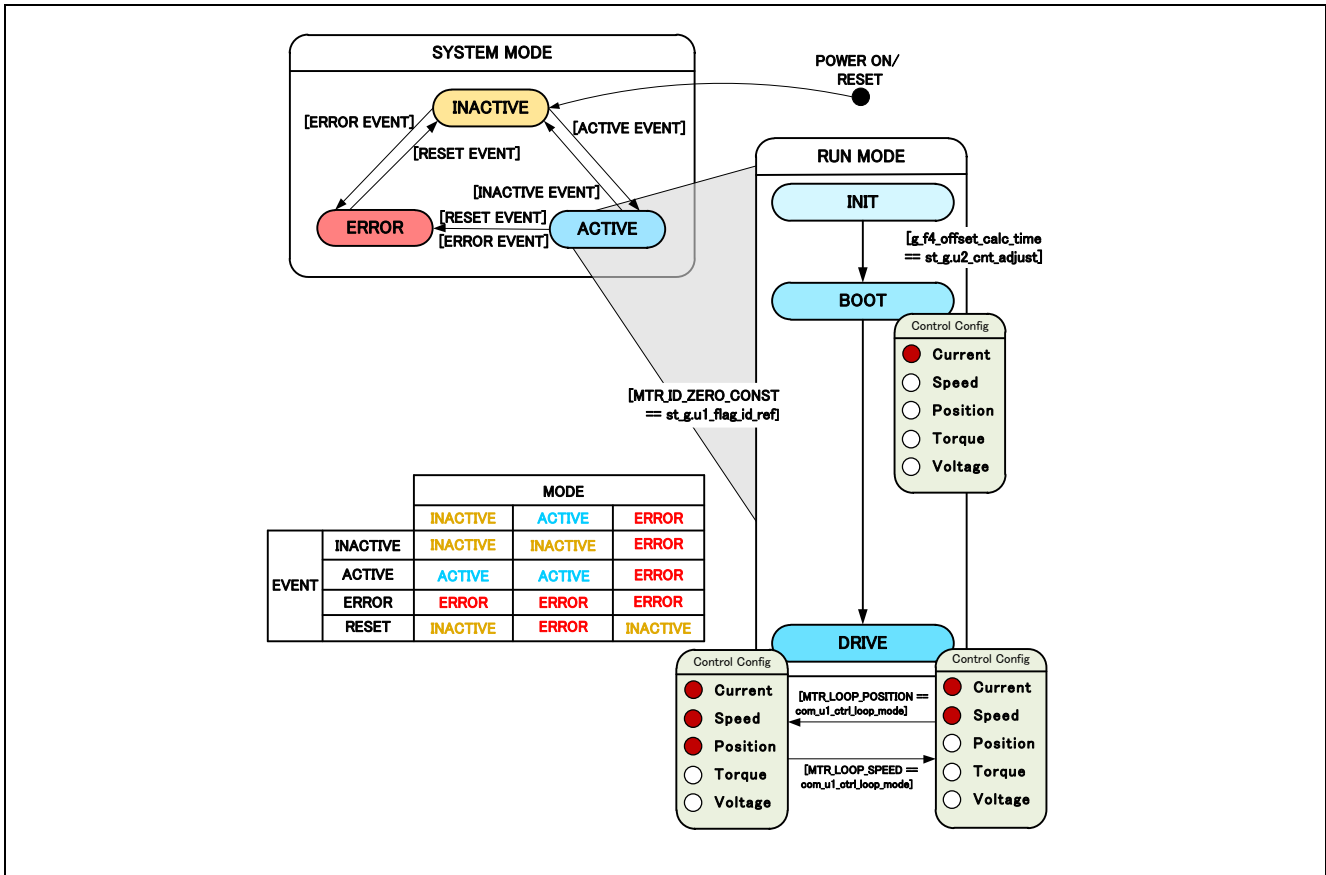 SYSTEM MODE
POWER ON/
RESET
INACTIVE
[ERROR EVENT]
[ACTIVE EVENT]
[RESET EVENT]
[INACTIVE EVENT]
[RESET EVENT]
ERROR
ACTIVE
[ERROR EVENT]
RUN MODE
INIT
[g_f4_offset_calc_time
== st_g.u2_cnt_adjust]
BOOT
Control Config
Current
Speed
Position
Torque
Voltage
[MTR_ID_ZERO_CONST
== st_g.u1_flag_id_ref]
MODE
INACTIVE ACTIVE ERROR
EVENT
INACTIVE INACTIVE INACTIVE ERROR
ACTIVE ACTIVE ACTIVE ERROR
ERROR ERROR ERROR ERROR
RESET INACTIVE ERROR INACTIVE
DRIVE
Control Config
Current
Speed
Position
Torque
Voltage
[MTR_LOOP_POSITION ==
com_u1_ctrl_loop_mode]
[MTR_LOOP_SPEED ==
com_u1_ctrl_loop_mode]
Control Config
Current
Speed
Position
Torque
Voltage